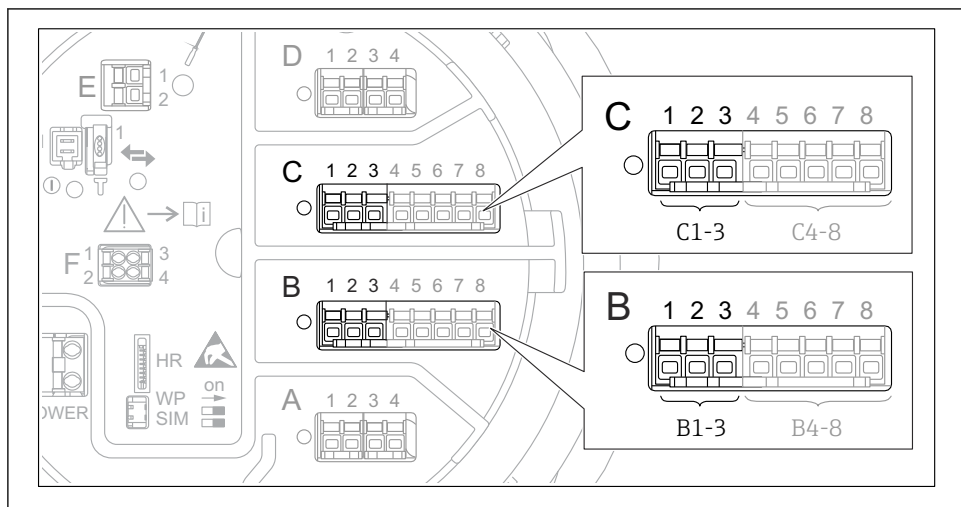 D 1 2 3 4
E 1
2
1
C 1 2 3 4 5 6 7 8
C 1 2 3 4 5 6 7 8
C1-3 C4-8
i
F 1 3
2 4
B 1 2 3 4 5 6 7 8
B 1 2 3 4 5 6 7 8
B1-3 B4-8
HR
WP on
SIM
OWER
A 1 2 3 4